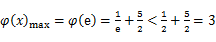 φ(x)max = φ(e) = 1/e + 5/2 < 1/2 + 5/2 = 3